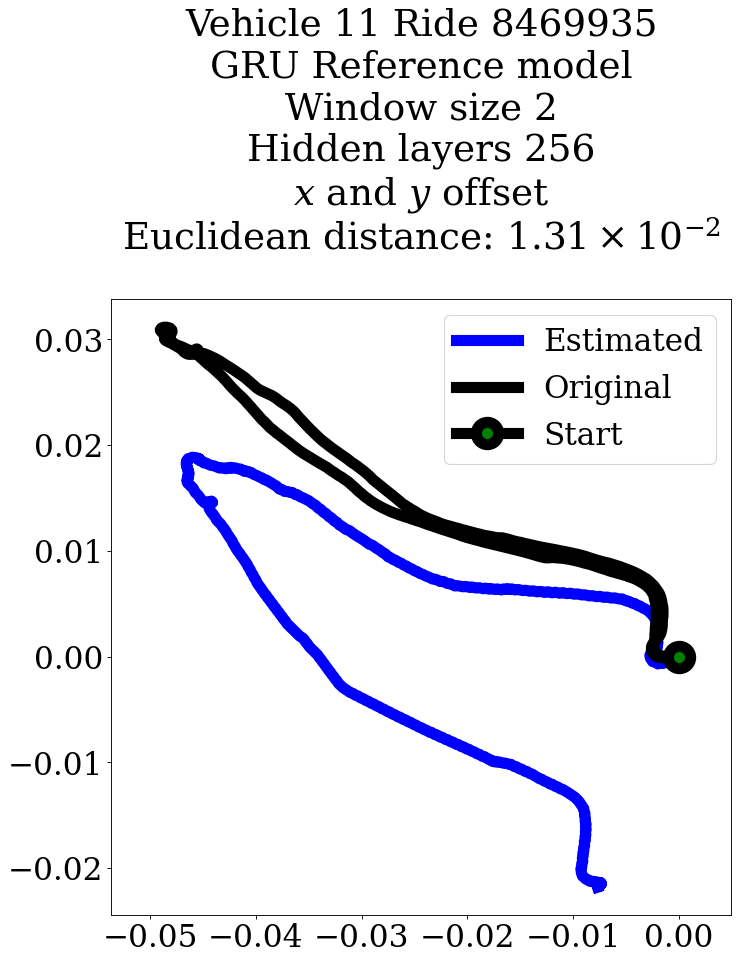 Vehicle 11 Ride 8469935
GRU Reference model
Window size 2
Hidden layers 256
x and y offset
Euclidean distance: 1.31 × 10⁻²
Estimated
Original
Start
0.03
0.02
0.01
0.00
−0.01
−0.02
−0.05 −0.04 −0.03 −0.02 −0.01 0.00